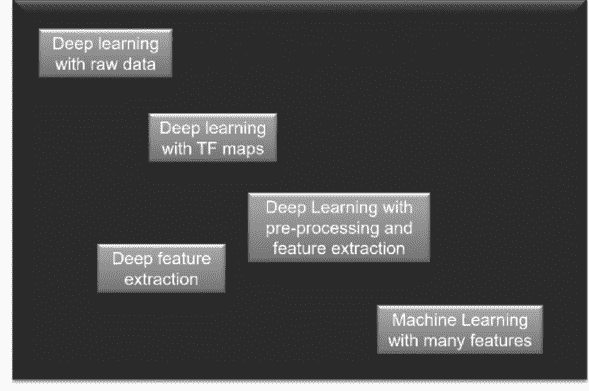 Deep learning
with raw data
Deep learning
with TF maps
Deep Learning with
pre-processing and
feature extraction
Deep feature
extraction
Machine Learning
with many features